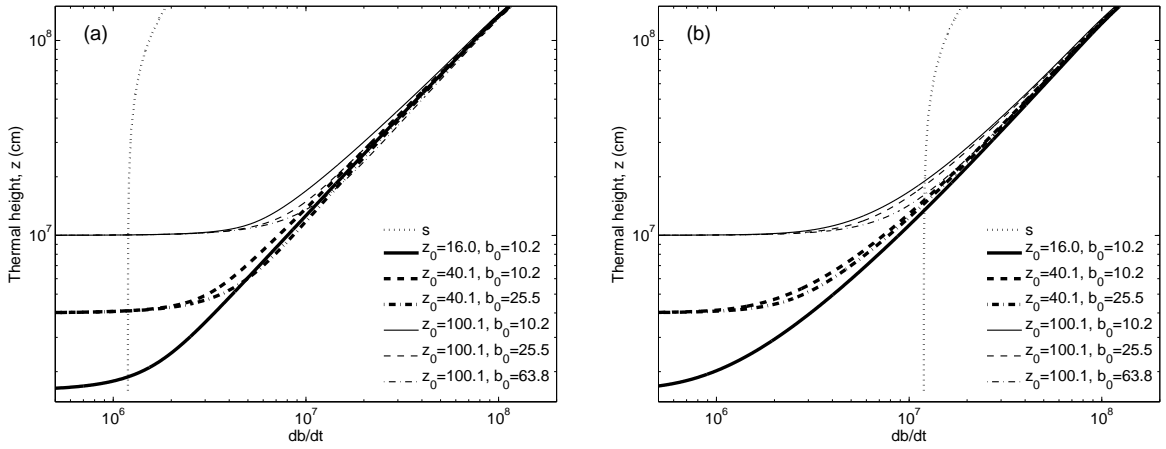 (a)
10^8
10^7
Thermal height, z (cm)
s
z_0=16.0, b_0=10.2
z_0=40.1, b_0=10.2
z_0=40.1, b_0=25.5
z_0=100.1, b_0=10.2
z_0=100.1, b_0=25.5
z_0=100.1, b_0=63.8
10^6 10^7 10^8
db/dt
(b)
10^8
10^7
Thermal height, z (cm)
s
z_0=16.0, b_0=10.2
z_0=40.1, b_0=10.2
z_0=40.1, b_0=25.5
z_0=100.1, b_0=10.2
z_0=100.1, b_0=25.5
z_0=100.1, b_0=63.8
10^6 10^7 10^8
db/dt